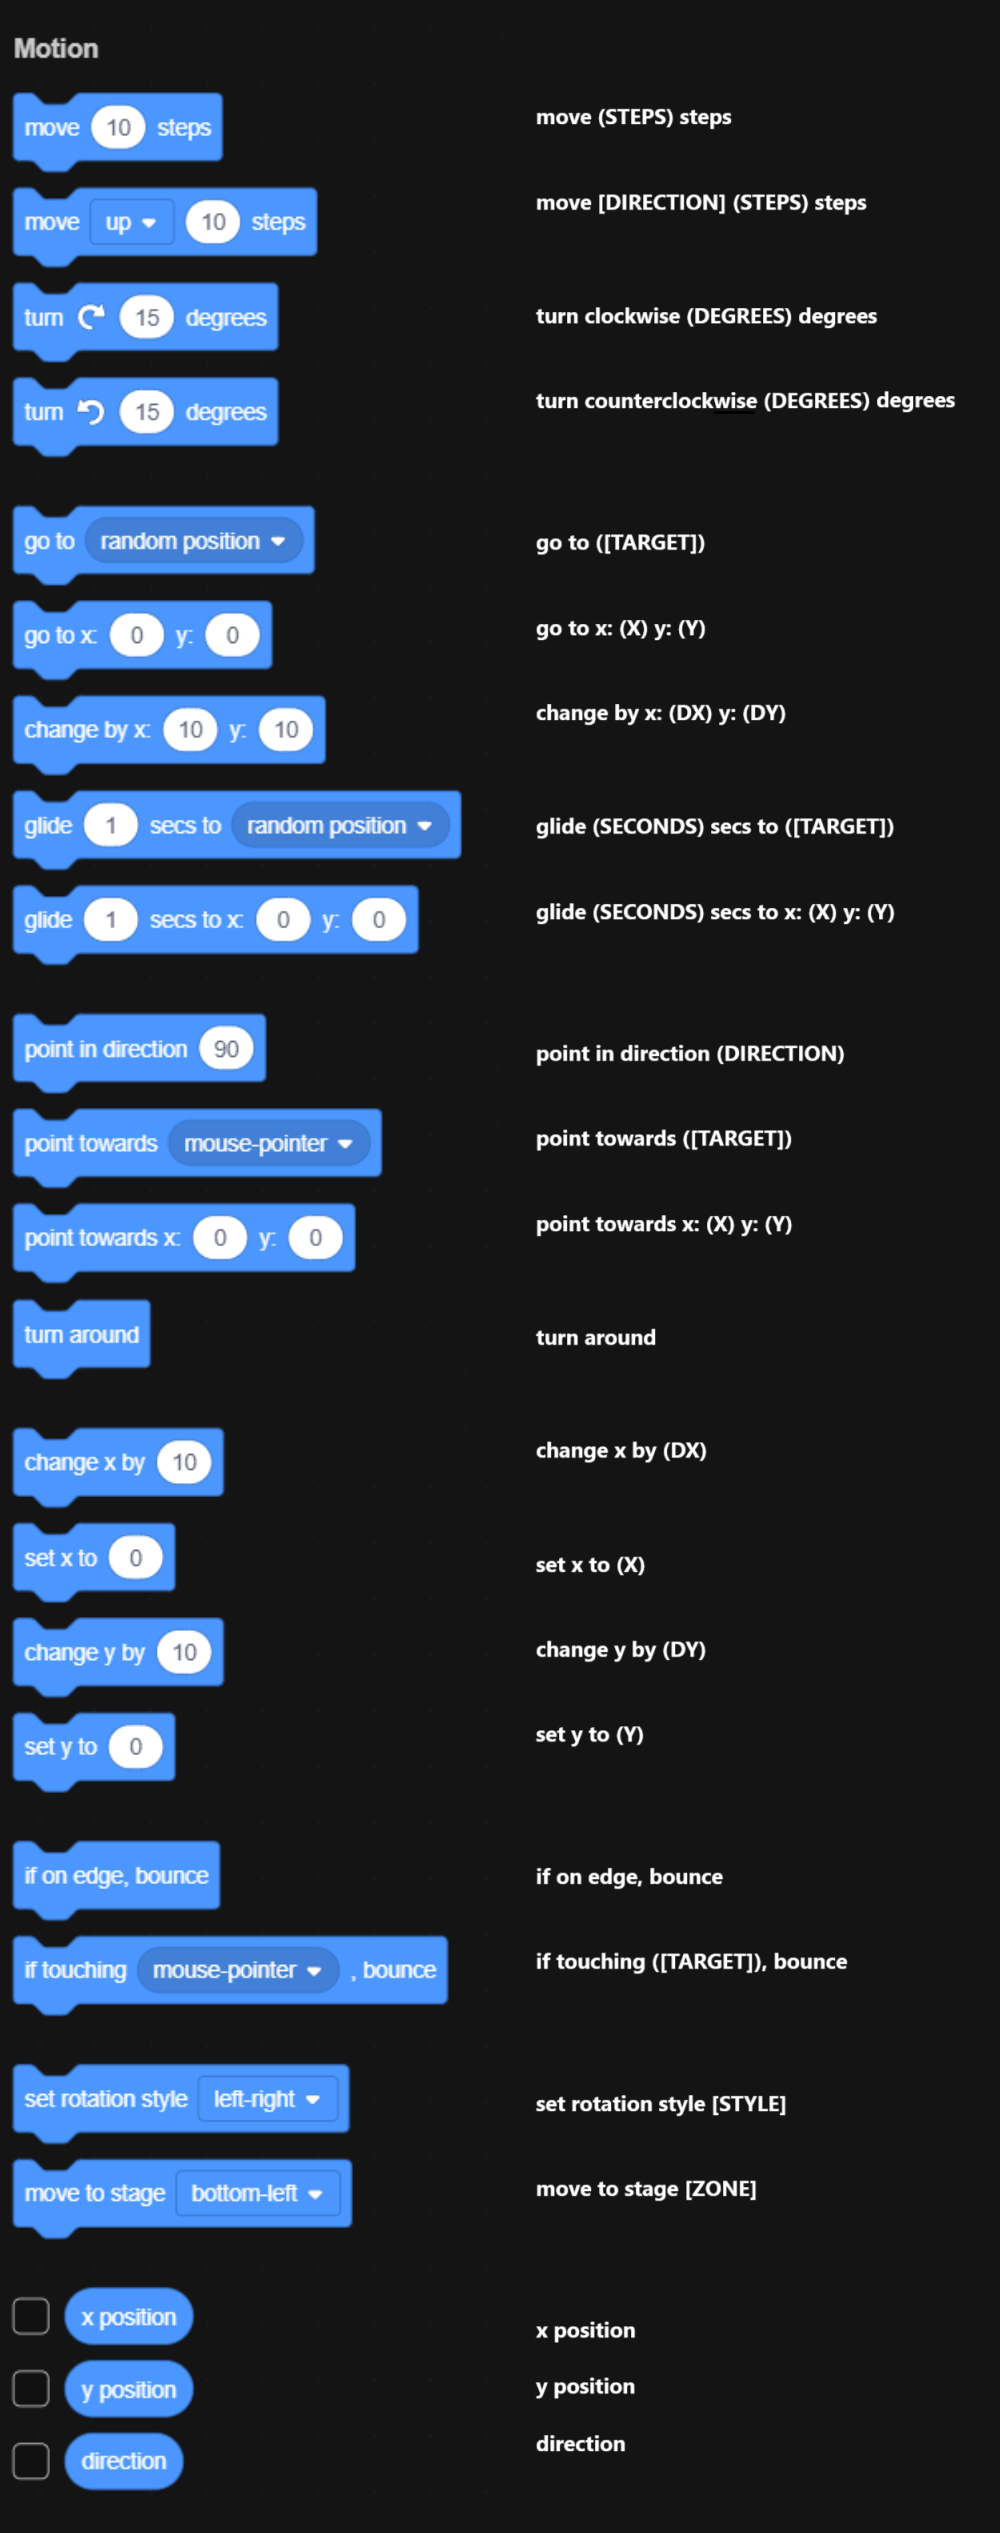 Motion
move 10 steps move (STEPS) steps
move up 10 steps move [DIRECTION] (STEPS) steps
turn 15 degrees turn clockwise (DEGREES) degrees
turn 15 degrees turn counterclockwise (DEGREES) degrees
go to random position go to ([TARGET])
go to x: 0 y: 0 go to x: (X) y: (Y)
change by x: 10 y: 10 change by x: (DX) y: (DY)
glide 1 secs to random position glide (SECONDS) secs to ([TARGET])
glide 1 secs to x: 0 y: 0 glide (SECONDS) secs to x: (X) y: (Y)
point in direction 90 point in direction (DIRECTION)
point towards mouse-pointer point towards ([TARGET])
point towards x: 0 y: 0 point towards x: (X) y: (Y)
turn around turn around
change x by 10 change x by (DX)
set x to 0 set x to (X)
change y by 10 change y by (DY)
set y to 0 set y to (Y)
if on edge, bounce if on edge, bounce
if touching mouse-pointer , bounce if touching ([TARGET]), bounce
set rotation style left-right set rotation style [STYLE]
move to stage bottom-left move to stage [ZONE]
x position x position
y position y position
direction direction